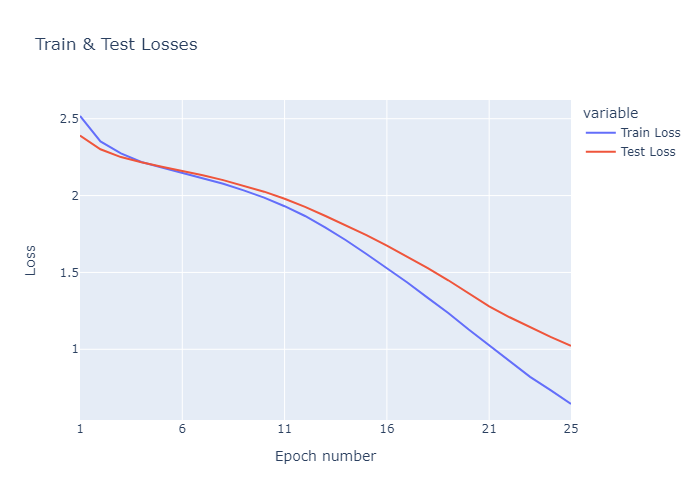 Train & Test Losses
variable
Train Loss
Test Loss
2.5
2
1.5
1
Loss
1 6 11 16 21 25
Epoch number